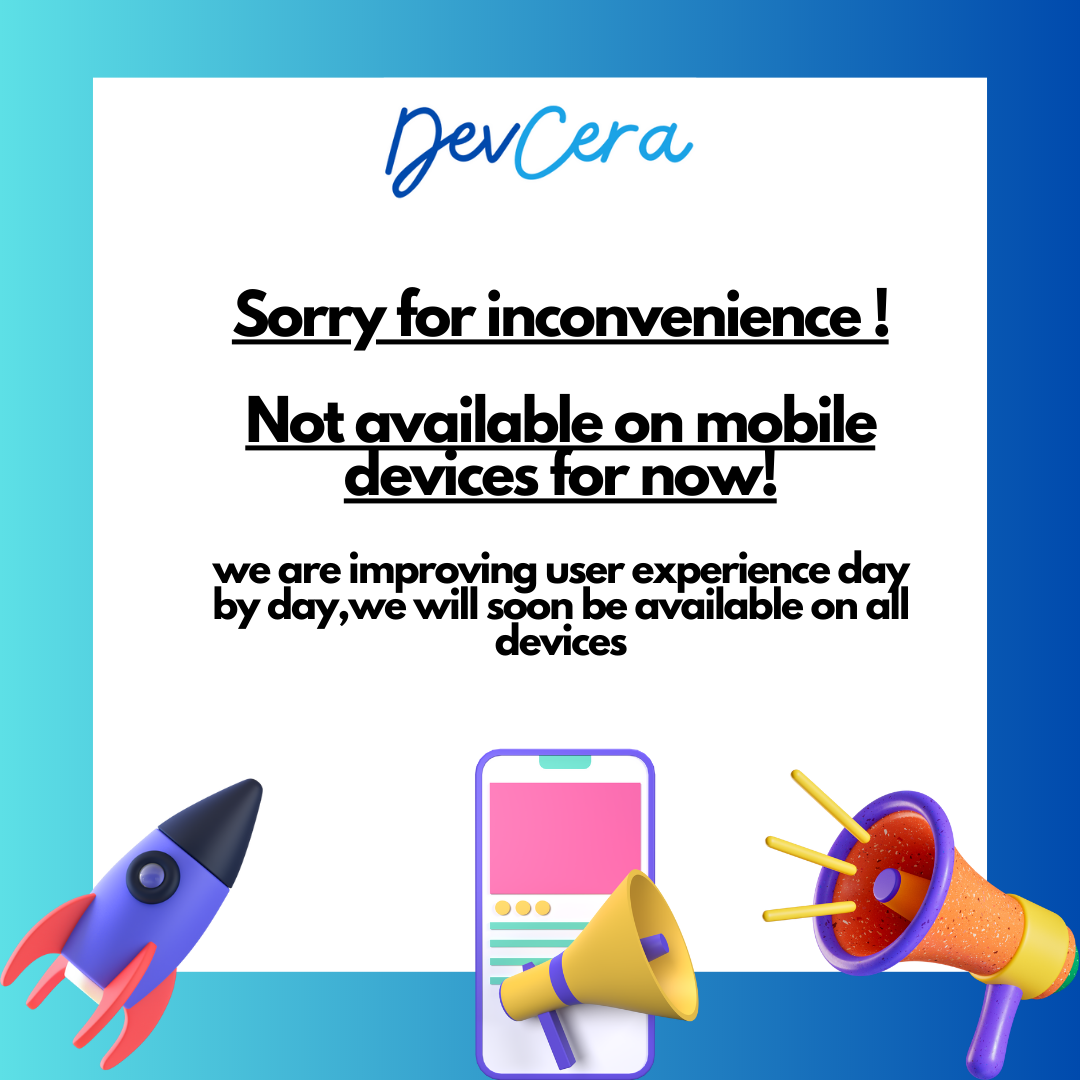 DevCera
Sorry for inconvenience !
Not available on mobile
devices for now!
we are improving user experience day
by day,we will soon be available on all
devices